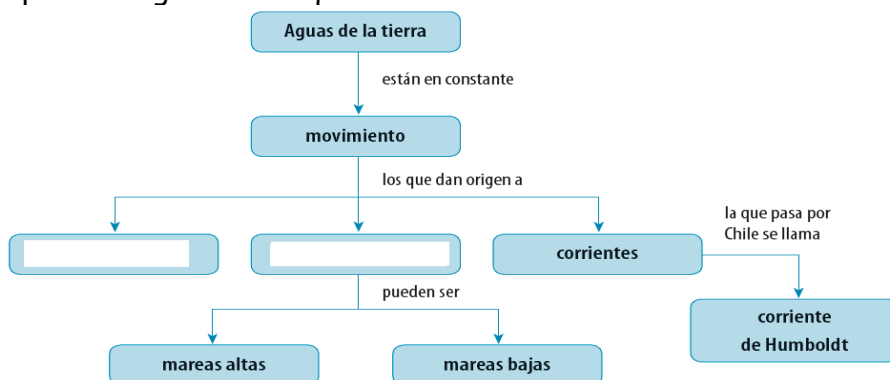 Aguas de la tierra
están en constante
movimiento
los que dan origen a
la que pasa por
Chile se llama
corrientes
pueden ser
corriente
de Humboldt
mareas altas
mareas bajas